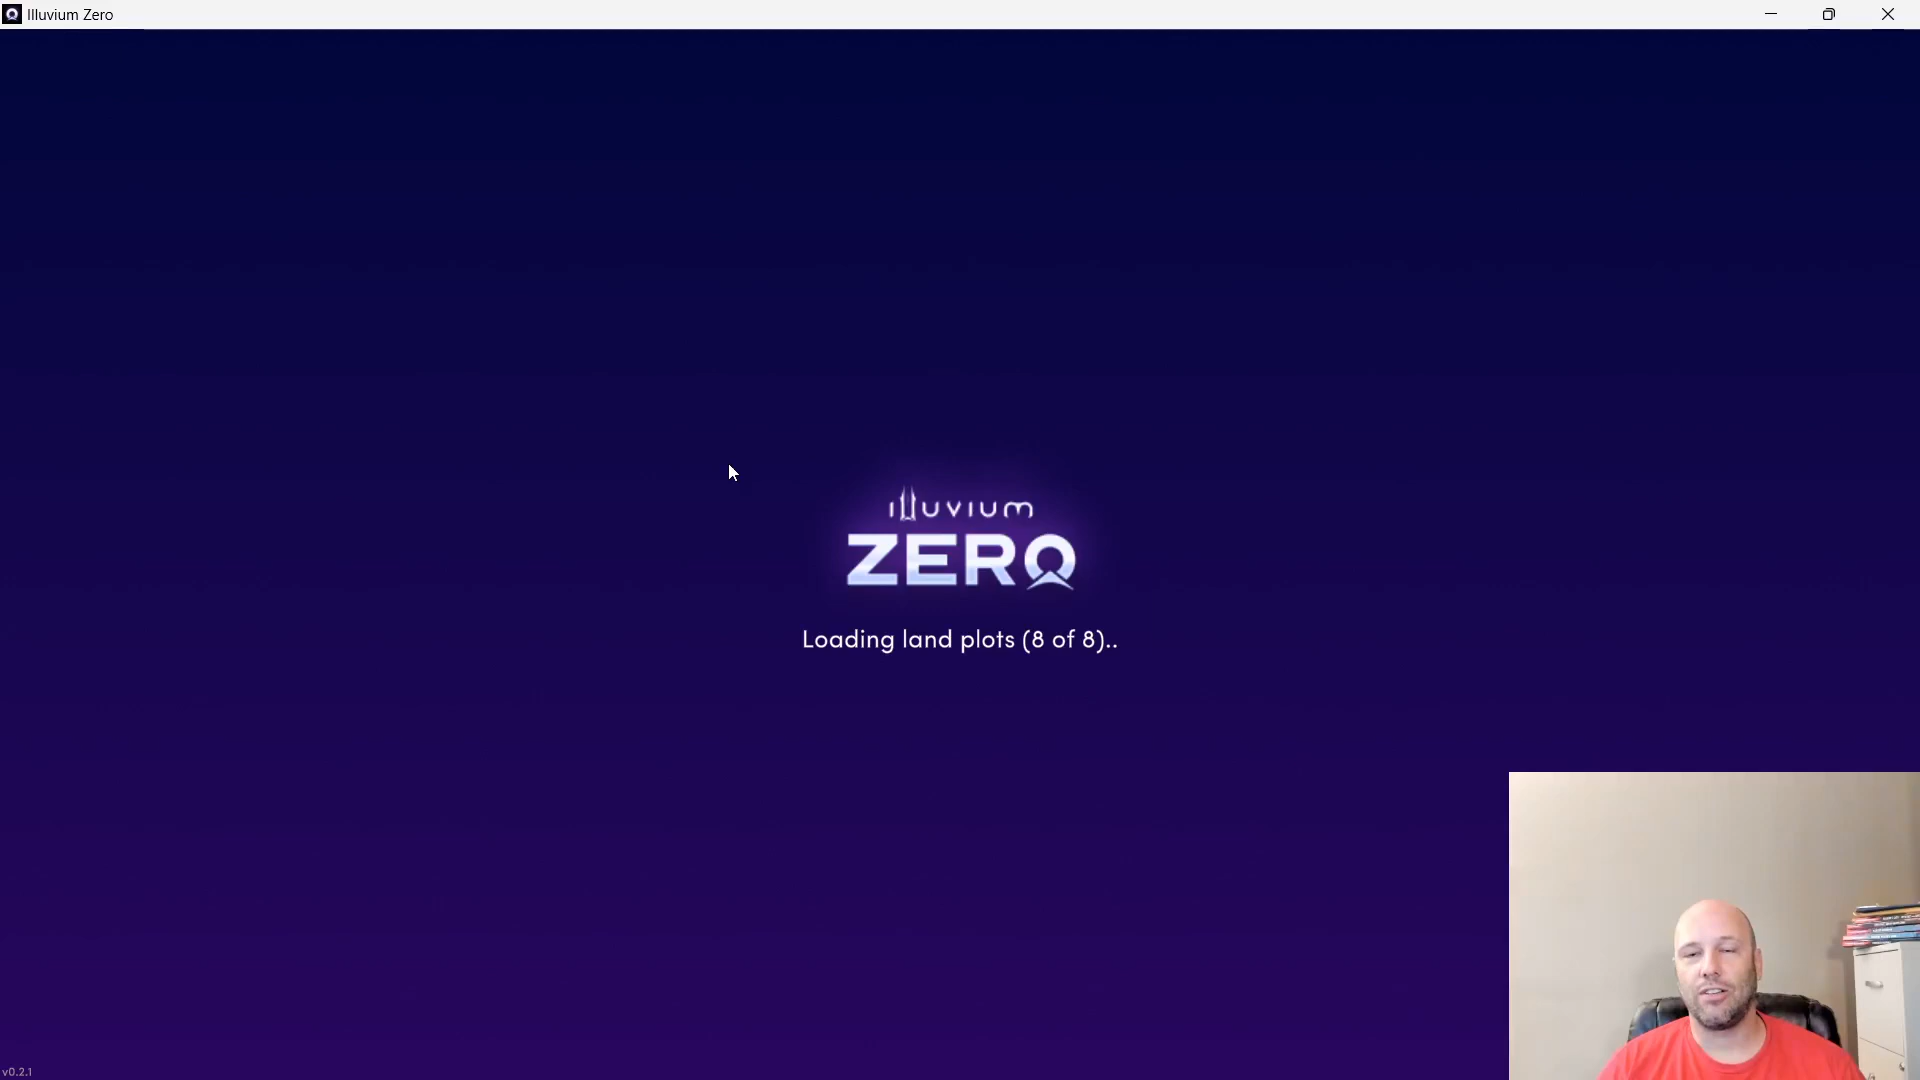 Illuvium Zero
illuvium
ZERO
Loading land plots (8 of 8)..
v0.2.1